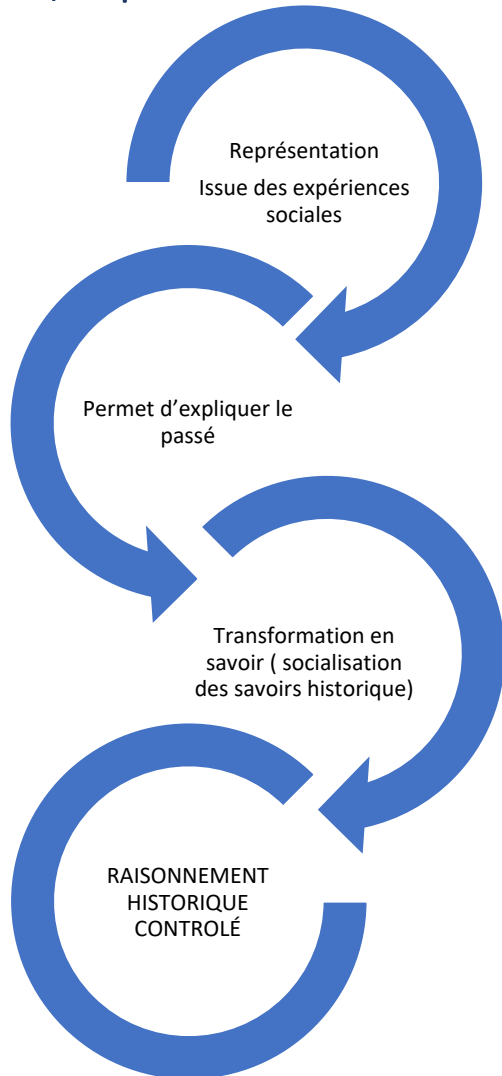 Représentation
Issue des expériences
sociales
Permet d'expliquer le
passé
Transformation en
savoir ( socialisation
des savoirs historique)
RAISONNEMENT
HISTORIQUE
CONTROLÉ